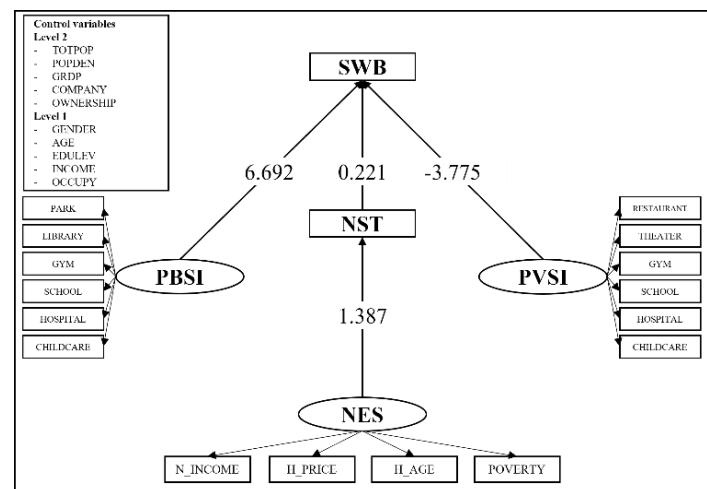 Control variables
Level 2
- TOTPOP
- POPDEN
- GRDP
- COMPANY
- OWNERSHIP
Level 1
- GENDER
- AGE
- EDULEV
- INCOME
- OCCUPY
SWB
6.692 0.221 -3.775
PARK
LIBRARY
GYM
SCHOOL
HOSPITAL
CHILDCARE
PBSI
NST
PVSI
RESTAURANT
THEATER
GYM
SCHOOL
HOSPITAL
CHILDCARE
1.387
NES
N_INCOME H_PRICE H_AGE POVERTY